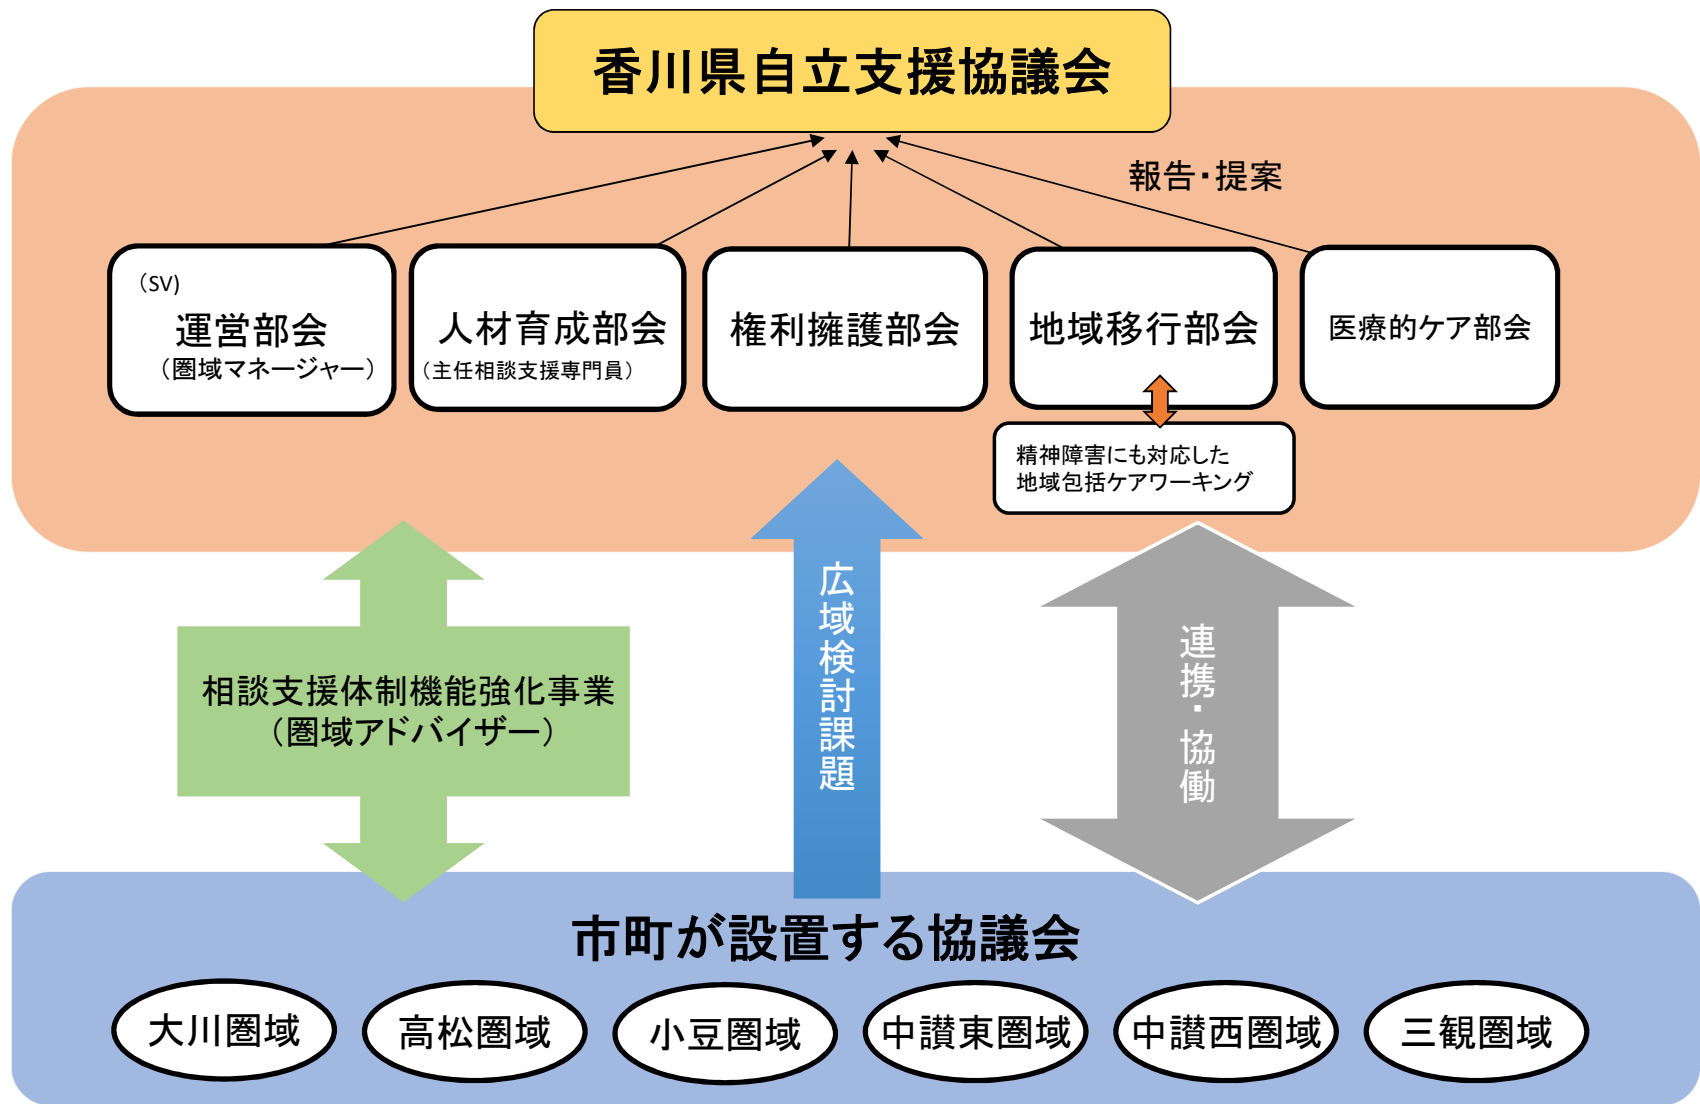 香川県自立支援協議会
報告・提案
（SV)
運営部会
（圏域マネージャー）
人材育成部会
（主任相談支援専門員）
権利擁護部会
地域移行部会
医療的ケア部会
精神障害にも対応した
地域包括ケアワーキング
相談支援体制機能強化事業
（圏域アドバイザー）
広域検討課題
連携・協働
市町が設置する協議会
大川圏域
高松圏域
小豆圏域
中讃東圏域
中讃西圏域
三観圏域